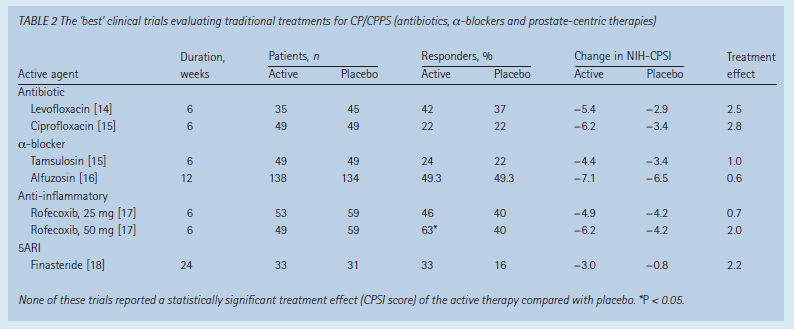 TABLE 2 The ‘best’ clinical trials evaluating traditional treatments for CP/CPPS (antibiotics, α-blockers and prostate-centric therapies)
Duration, Patients, n Responders, % Change in NIH-CPSI Treatment
Active agent weeks Active Placebo Active Placebo Active Placebo effect
Antibiotic
Levofloxacin [14] 6 35 45 42 37 −5.4 −2.9 2.5
Ciprofloxacin [15] 6 49 49 22 22 −6.2 −3.4 2.8
α-blocker
Tamsulosin [15] 6 49 49 24 22 −4.4 −3.4 1.0
Alfuzosin [16] 12 138 134 49.3 49.3 −7.1 −6.5 0.6
Anti-inflammatory
Rofecoxib, 25 mg [17] 6 53 59 46 40 −4.9 −4.2 0.7
Rofecoxib, 50 mg [17] 6 49 59 63* 40 −6.2 −4.2 2.0
5ARI
Finasteride [18] 24 33 31 33 16 −3.0 −0.8 2.2
None of these trials reported a statistically significant treatment effect (CPSI score) of the active therapy compared with placebo. *P < 0.05.